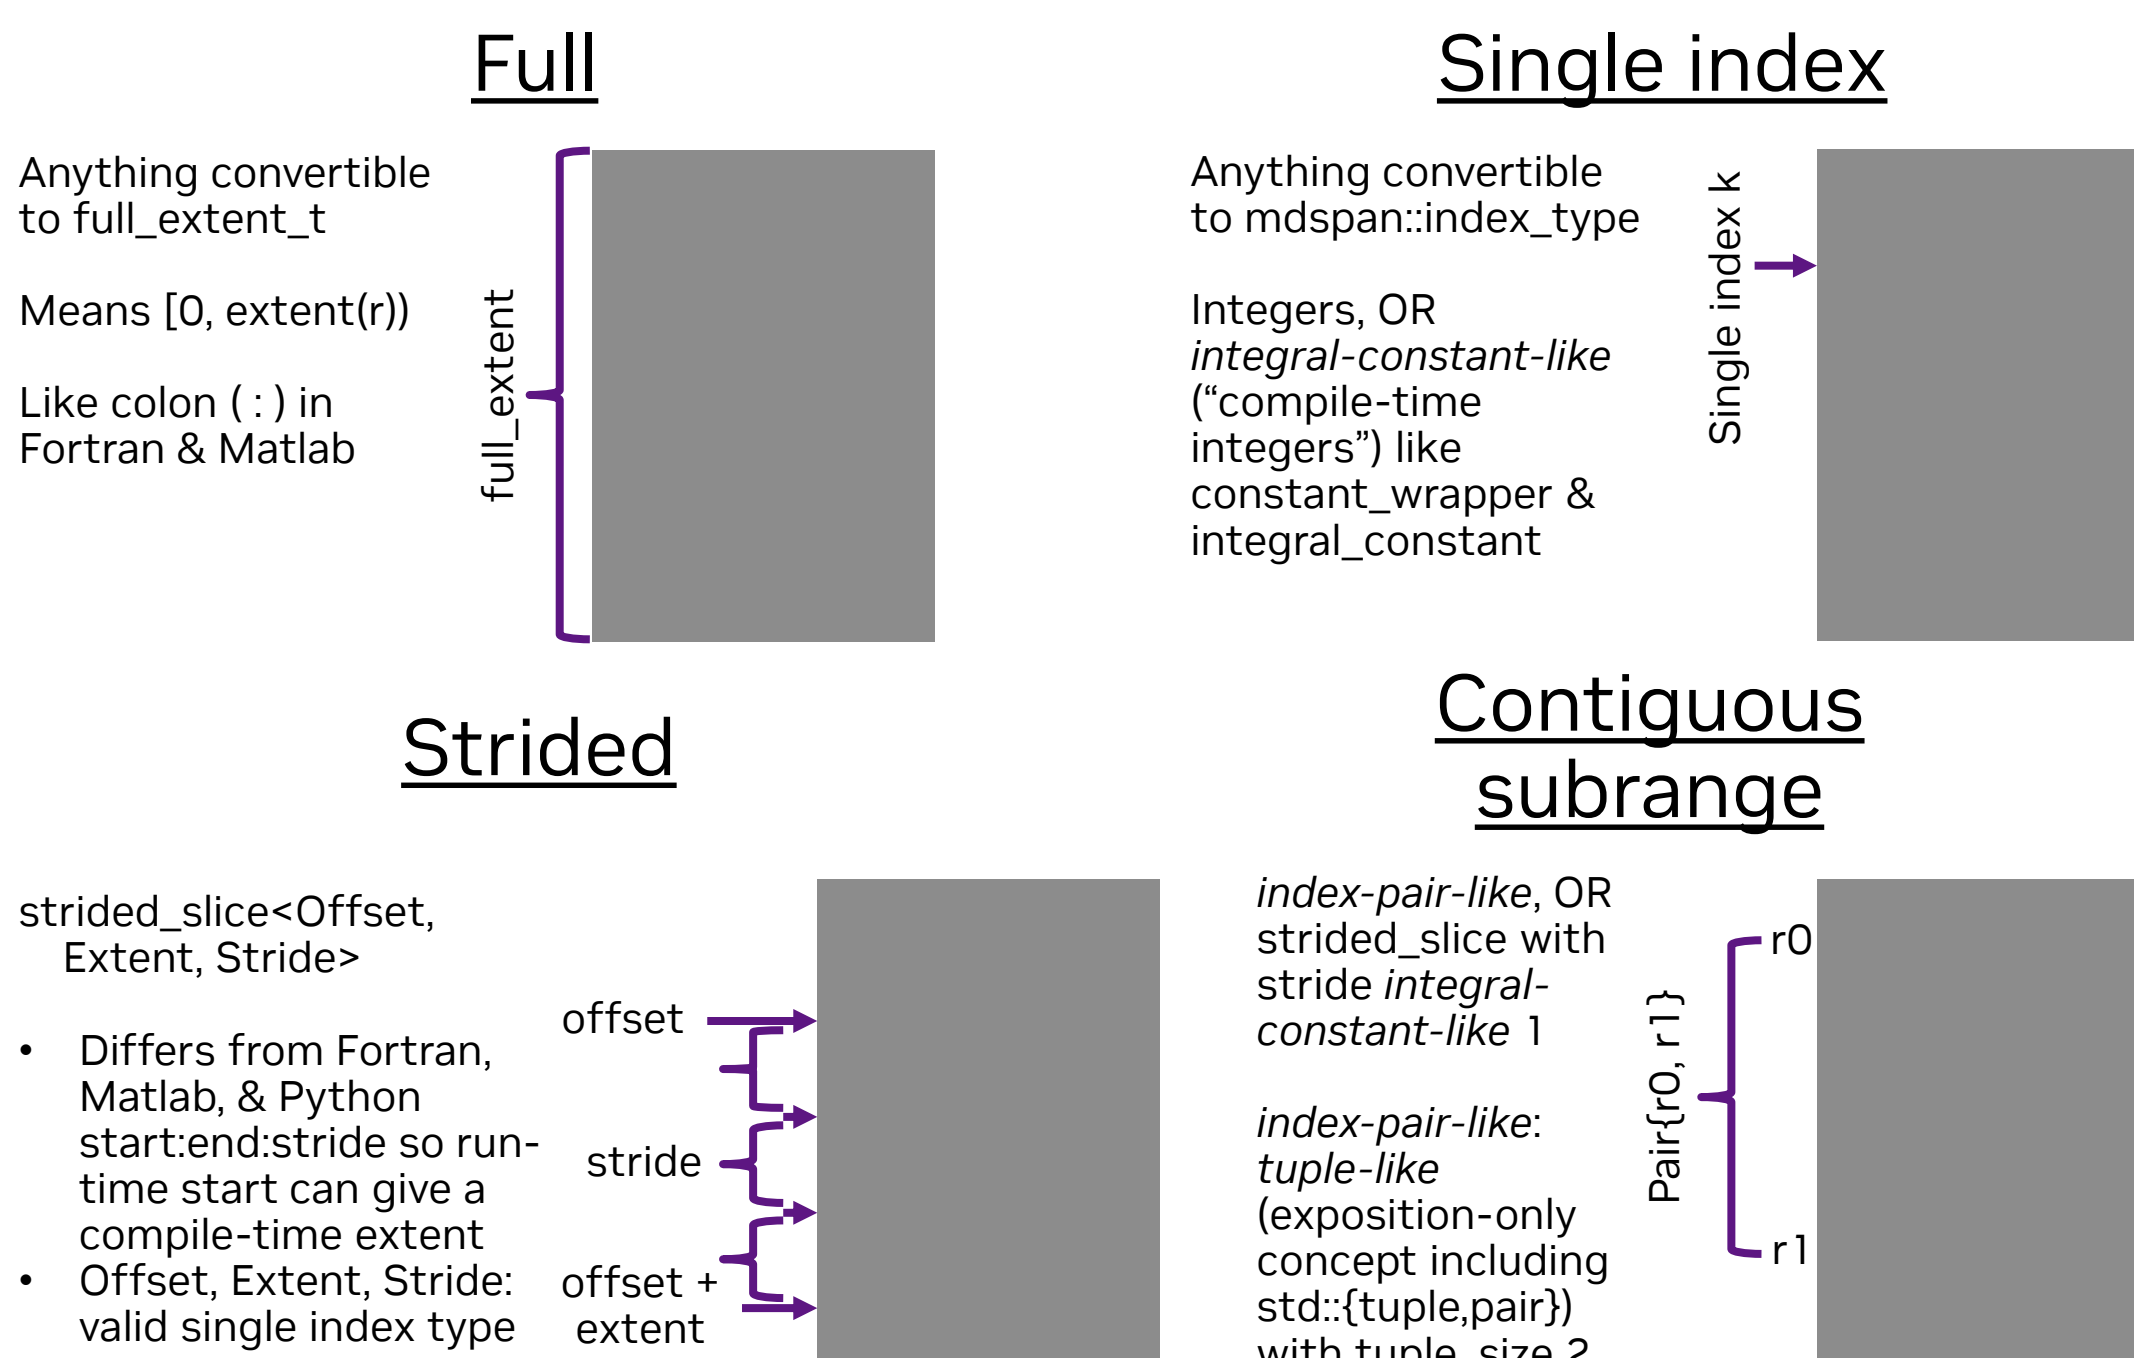 Full
Anything convertible
to full_extent_t
Means [0, extent(r))
Like colon ( : ) in
Fortran & Matlab
full_extent
Single index
Anything convertible
to mdspan::index_type
Integers, OR
integral-constant-like
(“compile-time
integers”) like
constant_wrapper &
integral_constant
Single index k
Strided
strided_slice<Offset,
Extent, Stride>
• Differs from Fortran,
Matlab, & Python
start:end:stride so run-
time start can give a
compile-time extent
• Offset, Extent, Stride:
valid single index type
offset
stride
offset +
extent
Contiguous
subrange
index-pair-like, OR
strided_slice with
stride integral-
constant-like 1
index-pair-like:
tuple-like
(exposition-only
concept including
std::{tuple,pair})
with tuple_size 2
Pair{r0, r1}
r0
r1